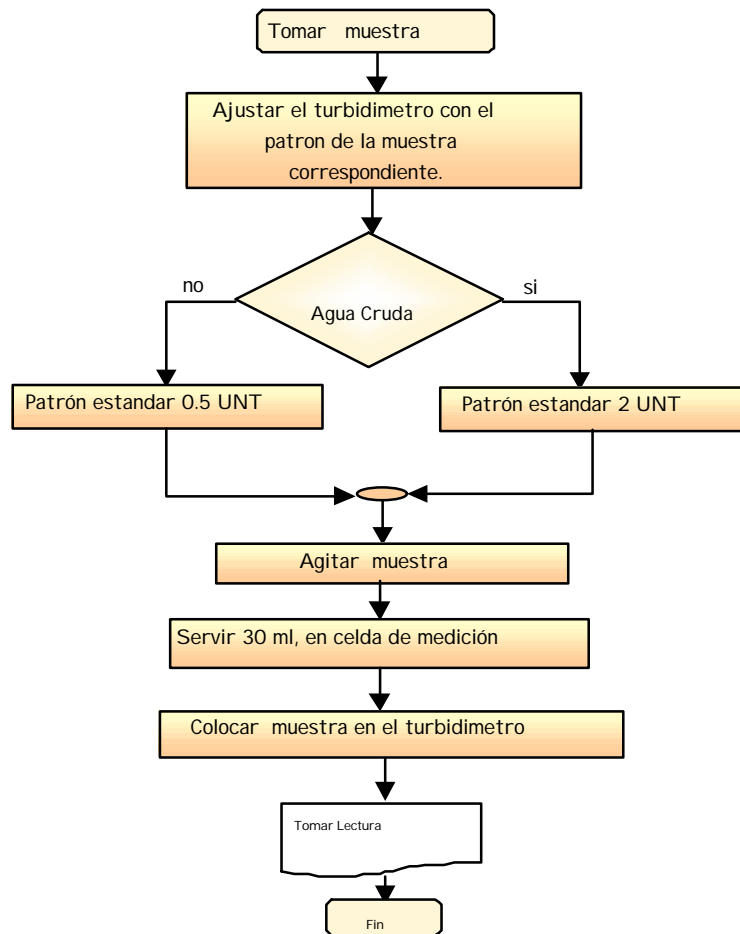 Tomar muestra
Ajustar el turbidimetro con el
patron de la muestra
correspondiente.
no
si
Agua Cruda
Patrón estandar 0.5 UNT
Patrón estandar 2 UNT
Agitar muestra
Servir 30 ml, en celda de medición
Colocar muestra en el turbidimetro
Tomar Lectura
Fin